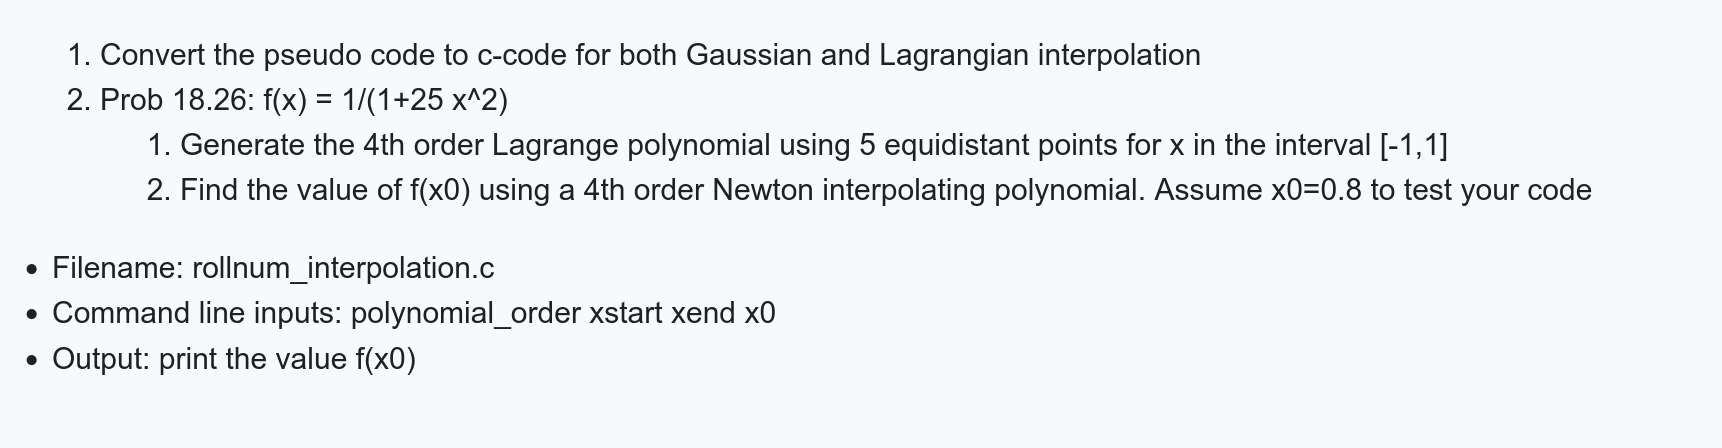 1. Convert the pseudo code to c-code for both Gaussian and Lagrangian interpolation
2. Prob 18.26: f(x) = 1/(1+25 x^2)
1. Generate the 4th order Lagrange polynomial using 5 equidistant points for x in the interval [-1,1]
2. Find the value of f(x0) using a 4th order Newton interpolating polynomial. Assume x0=0.8 to test your code
• Filename: rollnum_interpolation.c
• Command line inputs: polynomial_order xstart xend x0
• Output: print the value f(x0)